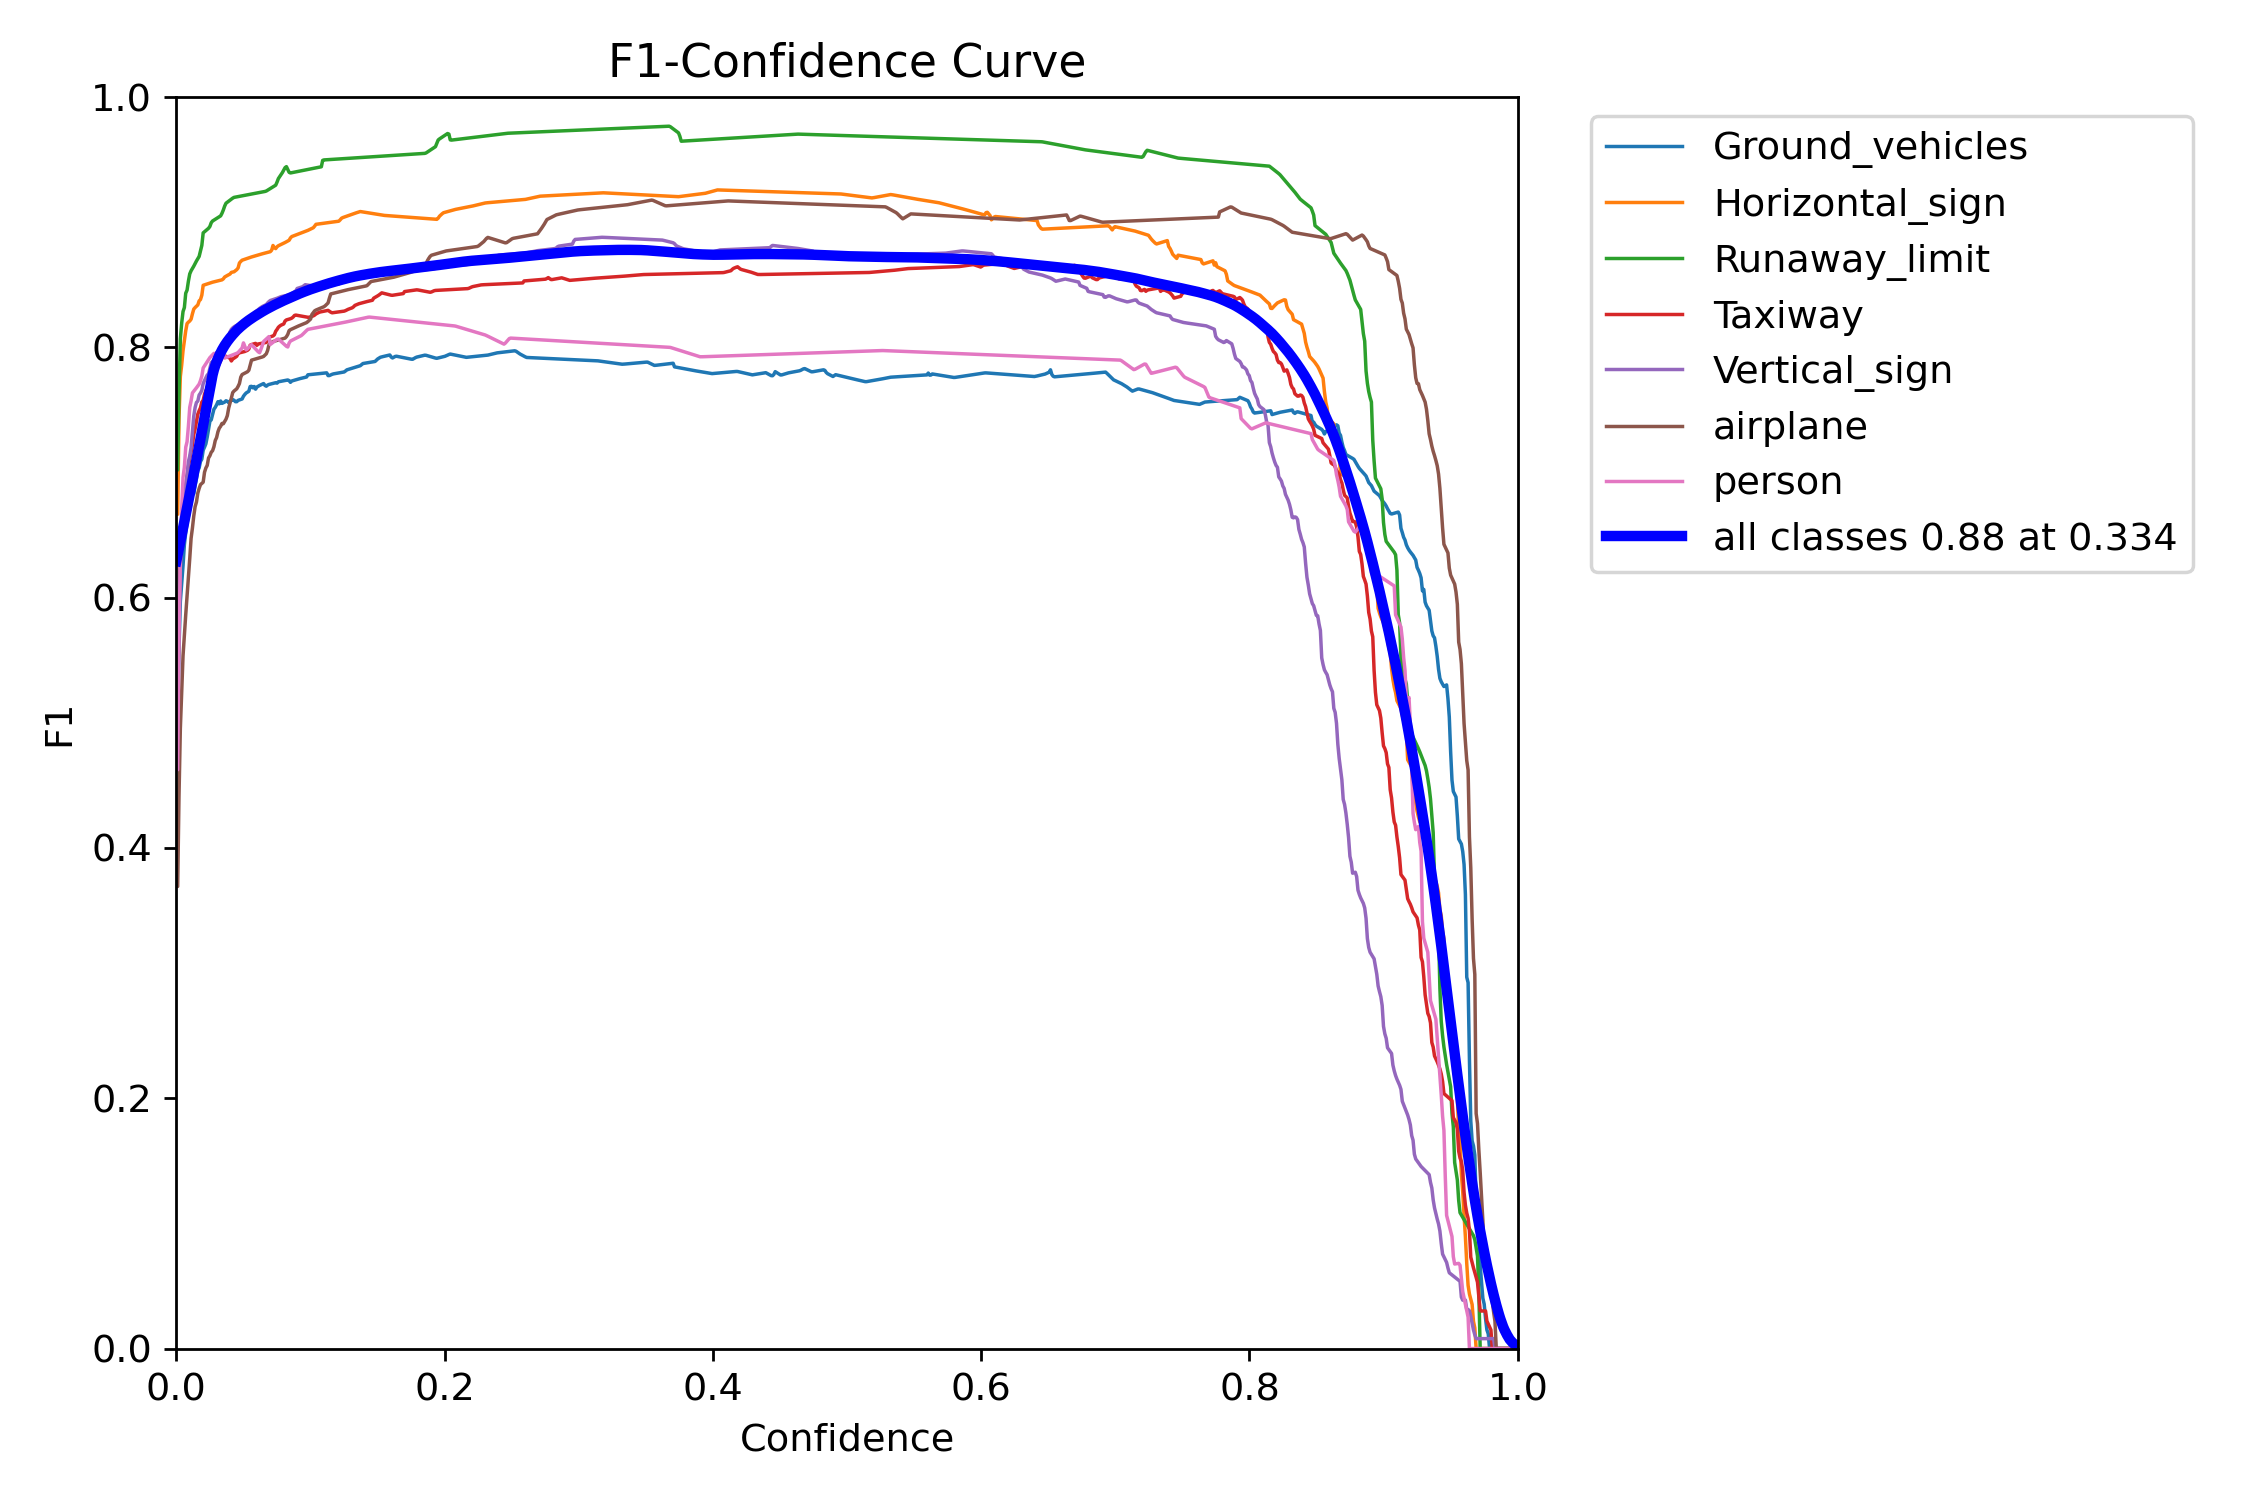 F1-Confidence Curve
1.0
0.8
0.6
0.4
0.2
0.0
F1
0.0 0.2 0.4 0.6 0.8 1.0
Confidence
Ground_vehicles
Horizontal_sign
Runaway_limit
Taxiway
Vertical_sign
airplane
person
all classes 0.88 at 0.334